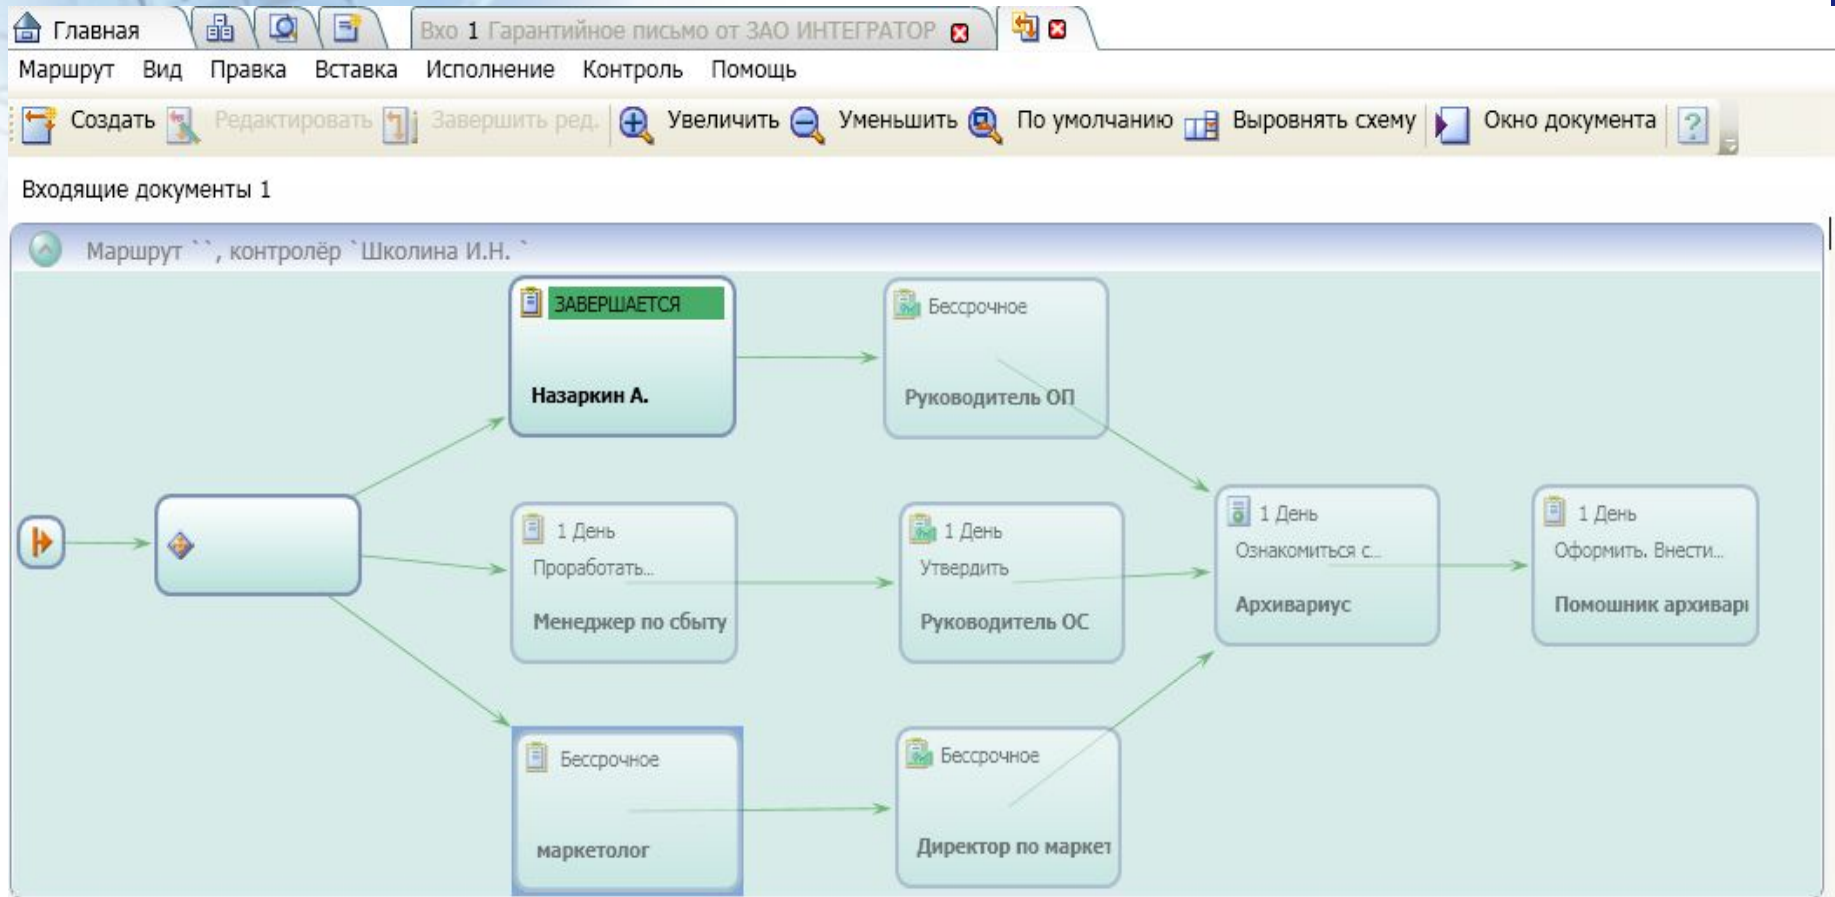 Главная
Вхо 1 Гарантийное письмо от ЗАО ИНТЕГРАТОР
Маршрут Вид Правка Вставка Исполнение Контроль Помощь
Создать Редактировать Завершить ред. Увеличить Уменьшить По умолчанию Выровнять схему Окно документа
Входящие документы 1
Маршрут ``, контролёр `Школина И.Н. `
ЗАВЕРШАЕТСЯ
Назаркин А.
Бессрочное
Руководитель ОП
1 День
Проработать...
Менеджер по сбыту
1 День
Утвердить
Руководитель ОС
1 День
Ознакомиться с...
Архивариус
1 День
Оформить. Внести...
Помошник архивари
Бессрочное
маркетолог
Бессрочное
Директор по маркет